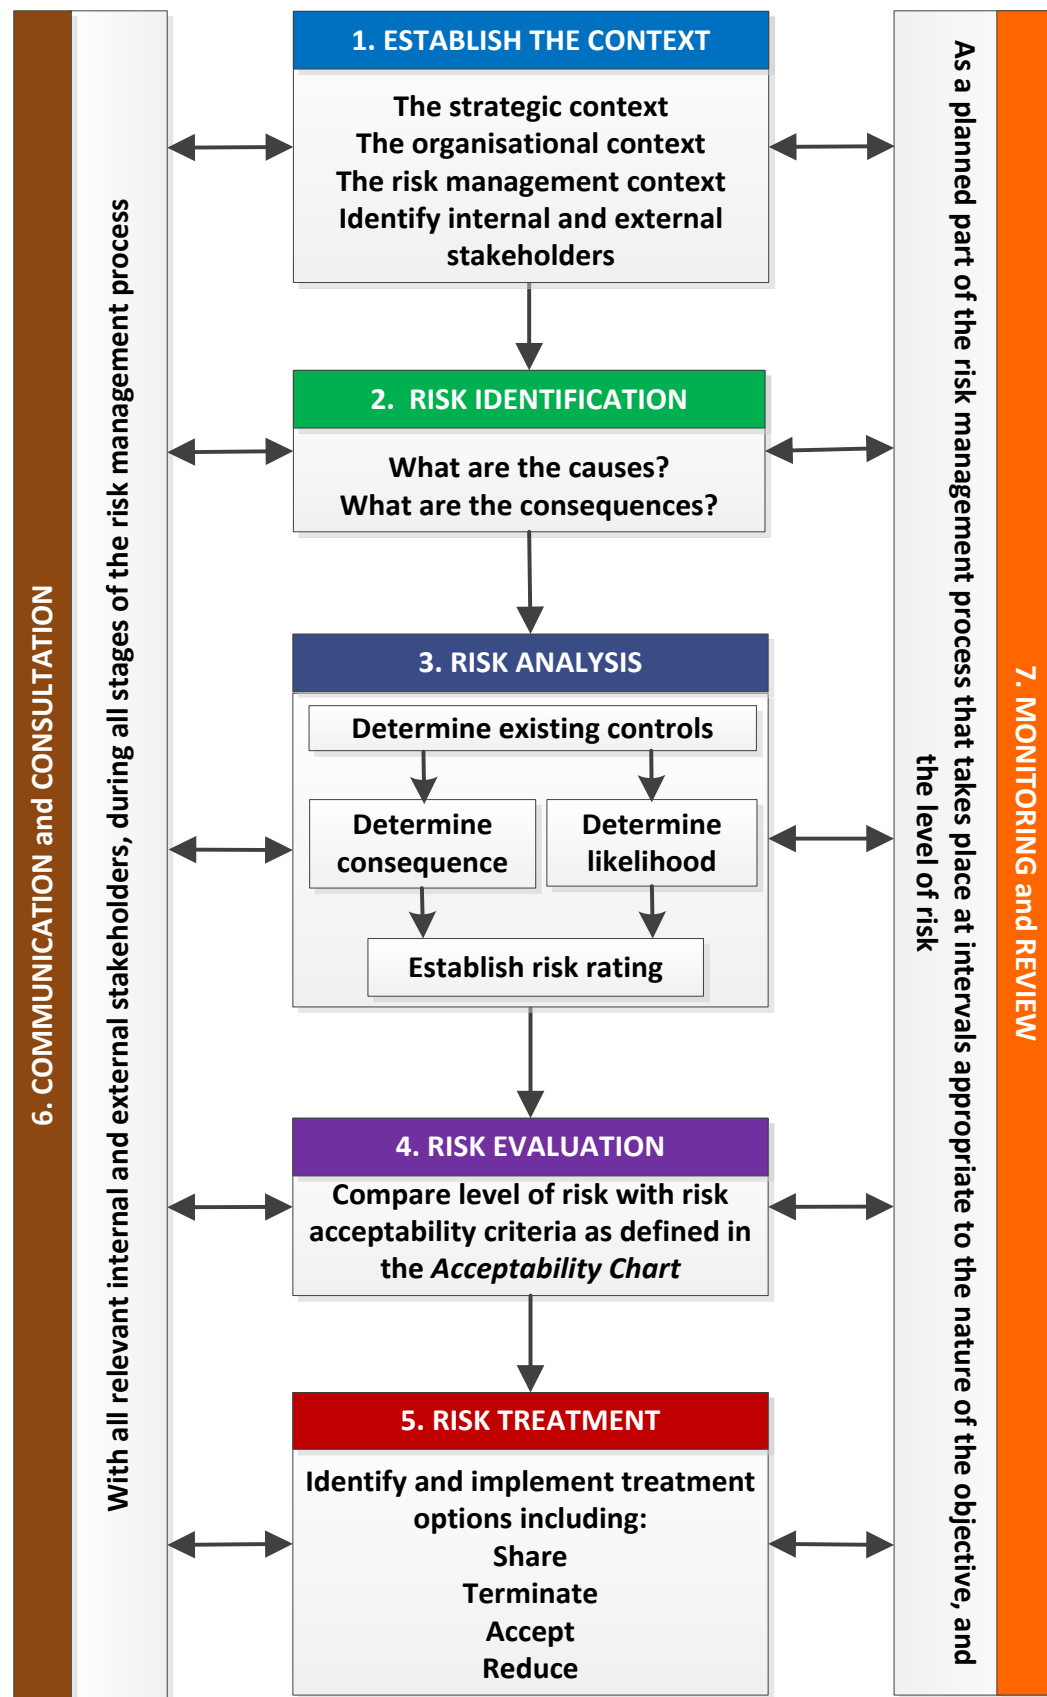 1. ESTABLISH THE CONTEXT
The strategic context
The organisational context
The risk management context
Identify internal and external
stakeholders
2. RISK IDENTIFICATION
What are the causes?
What are the consequences?
3. RISK ANALYSIS
Determine existing controls
Determine
consequence
Determine
likelihood
Establish risk rating
4. RISK EVALUATION
Compare level of risk with risk
acceptability criteria as defined in
the Acceptability Chart
5. RISK TREATMENT
Identify and implement treatment
options including:
Share
Terminate
Accept
Reduce
6. COMMUNICATION and CONSULTATION
With all relevant internal and external stakeholders, during all stages of the risk management process
7. MONITORING and REVIEW
As a planned part of the risk management process that takes place at intervals appropriate to the nature of the objective, and
the level of risk